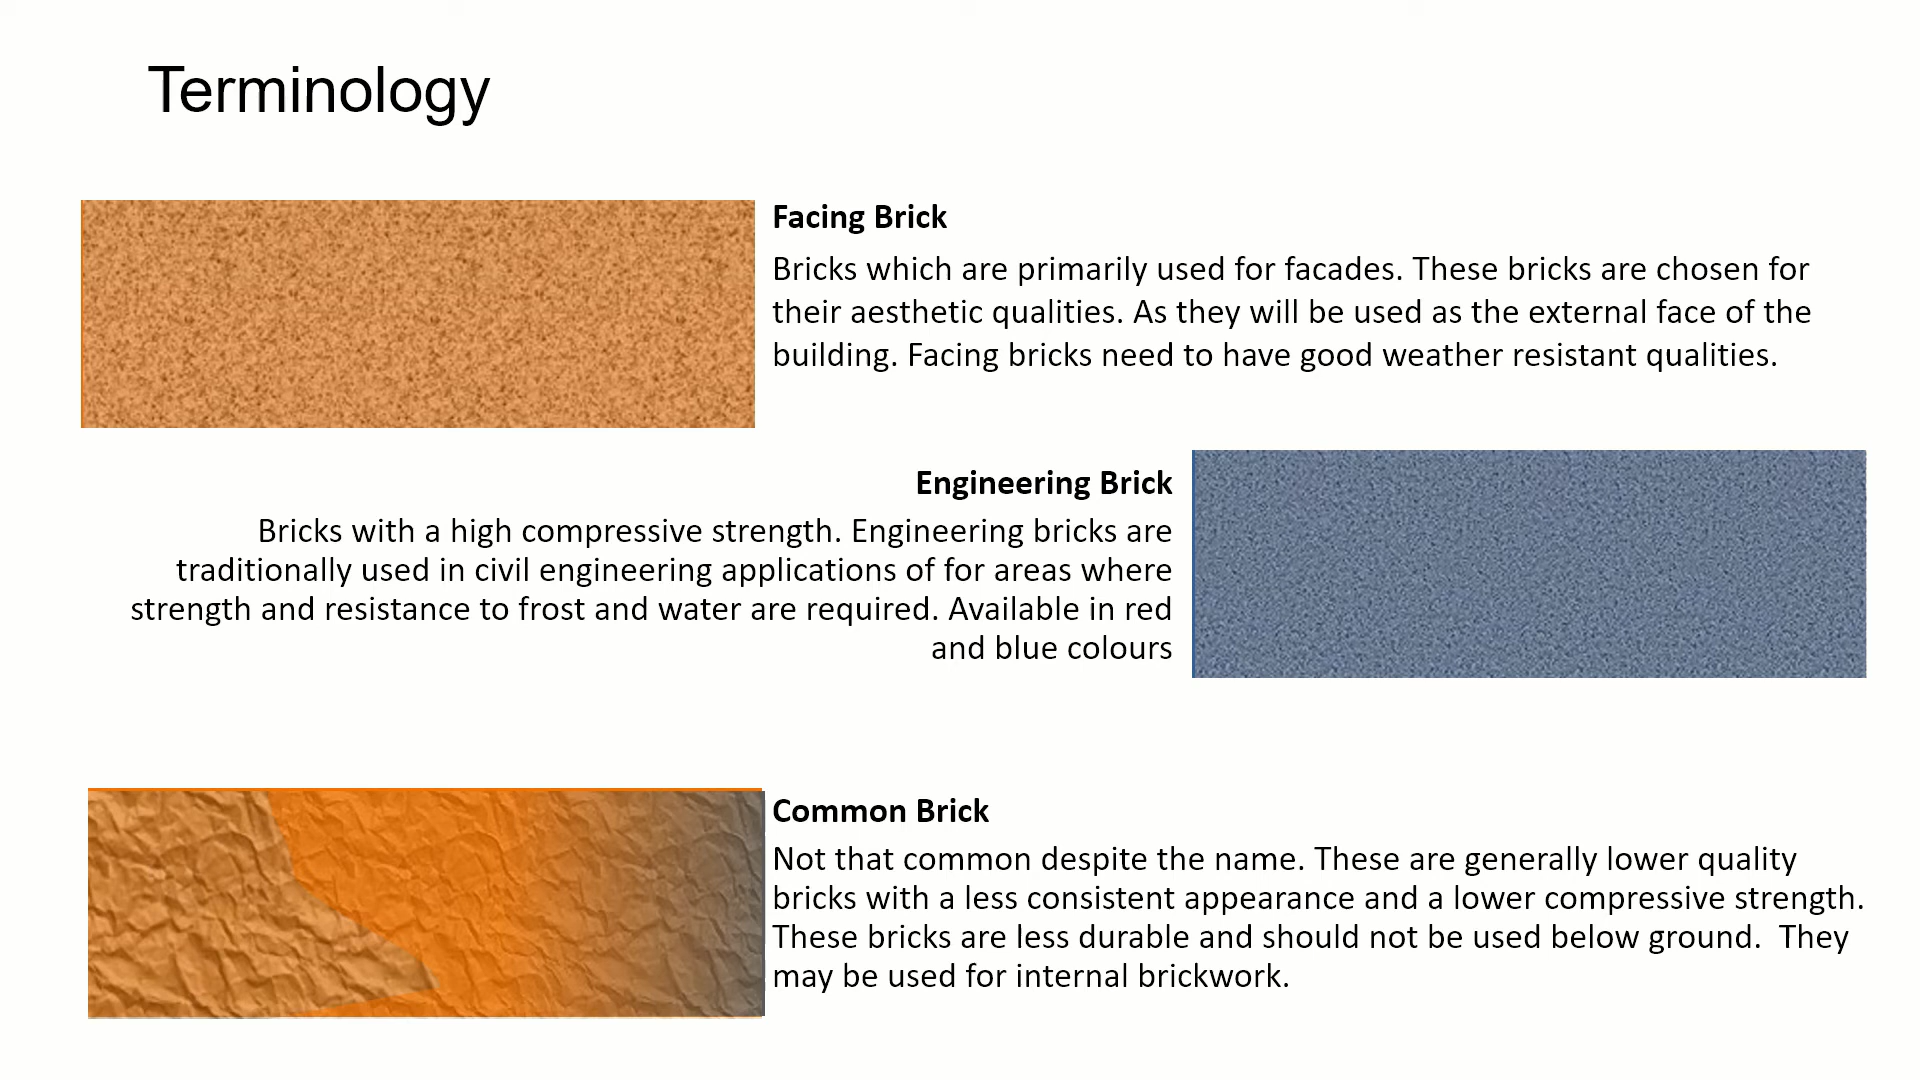 Terminology
Facing Brick
Bricks which are primarily used for facades. These bricks are chosen for
their aesthetic qualities. As they will be used as the external face of the
building. Facing bricks need to have good weather resistant qualities.
Engineering Brick
Bricks with a high compressive strength. Engineering bricks are
traditionally used in civil engineering applications of for areas where
strength and resistance to frost and water are required. Available in red
and blue colours
Common Brick
Not that common despite the name. These are generally lower quality
bricks with a less consistent appearance and a lower compressive strength.
These bricks are less durable and should not be used below ground.  They
may be used for internal brickwork.